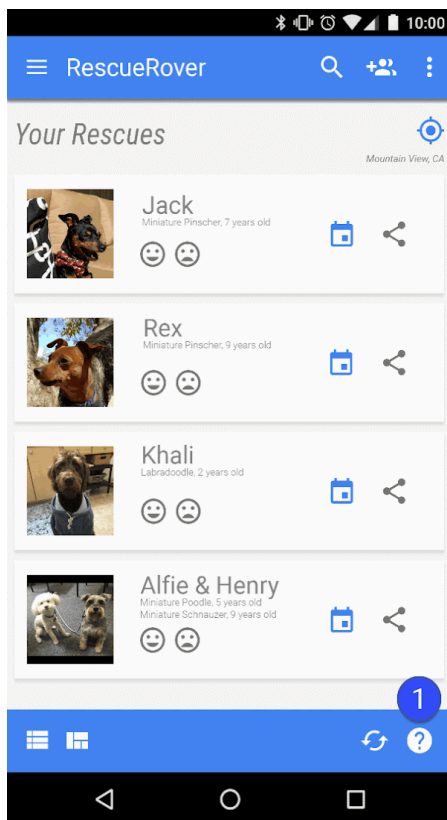 10:00
RescueRover
Your Rescues
Mountain View, CA
Jack
Miniature Pinscher, 7 years old
Rex
Miniature Pinscher, 9 years old
Khali
Labradoodle, 2 years old
Alfie & Henry
Miniature Poodle, 5 years old
Miniature Schnauzer, 9 years old
1
?